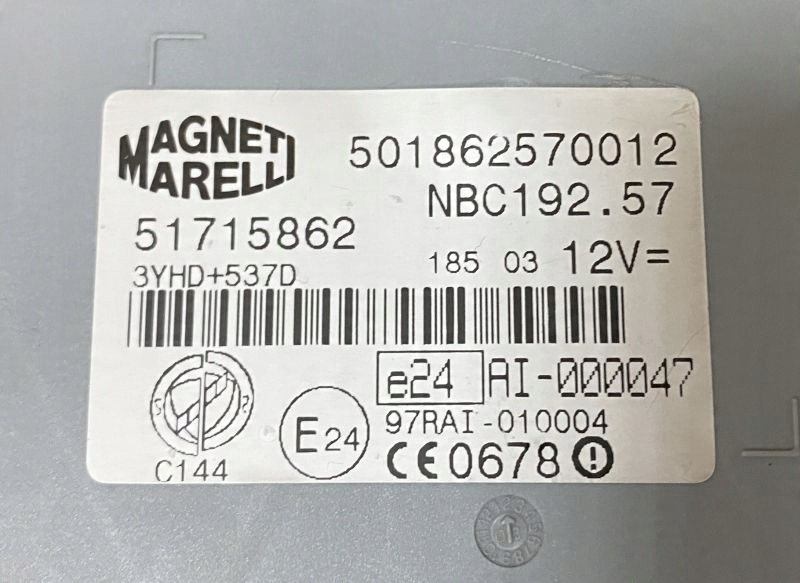 MAGNETI
MARELLI
501862570012
NBC192.57
51715862
3YHD+537D
185 03 12V=
e24 AI-000047
97RAI-010004
E24
C144
CE0678